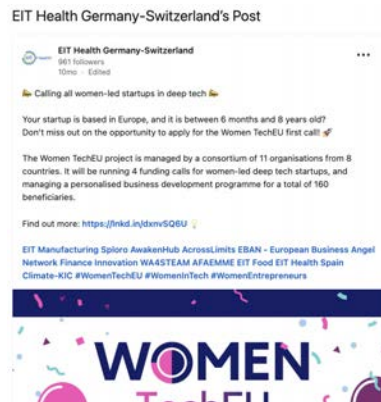 EIT Health Germany-Switzerland's Post
EIT Health Germany-Switzerland
961 followers
10mo · Edited
Calling all women-led startups in deep tech
Your startup is based in Europe, and it is between 6 months and 8 years old?
Don't miss out on the opportunity to apply for the Women TechEU first call! 🚀
The Women TechEU project is managed by a consortium of 11 organisations from 8
countries. It will be running 4 funding calls for women-led deep tech startups, and
managing a personalised business development programme for a total of 160
beneficiaries.
Find out more: https://lnkd.in/dxnvSQ6U 💡
EIT Manufacturing Sploro AwakenHub AcrossLimits EBAN - European Business Angel
Network Finance Innovation WA4STEAM AFAEMME EIT Food EIT Health Spain
Climate-KIC #WomenTechEU #WomenInTech #WomenEntrepreneurs
WOMEN
TechEU